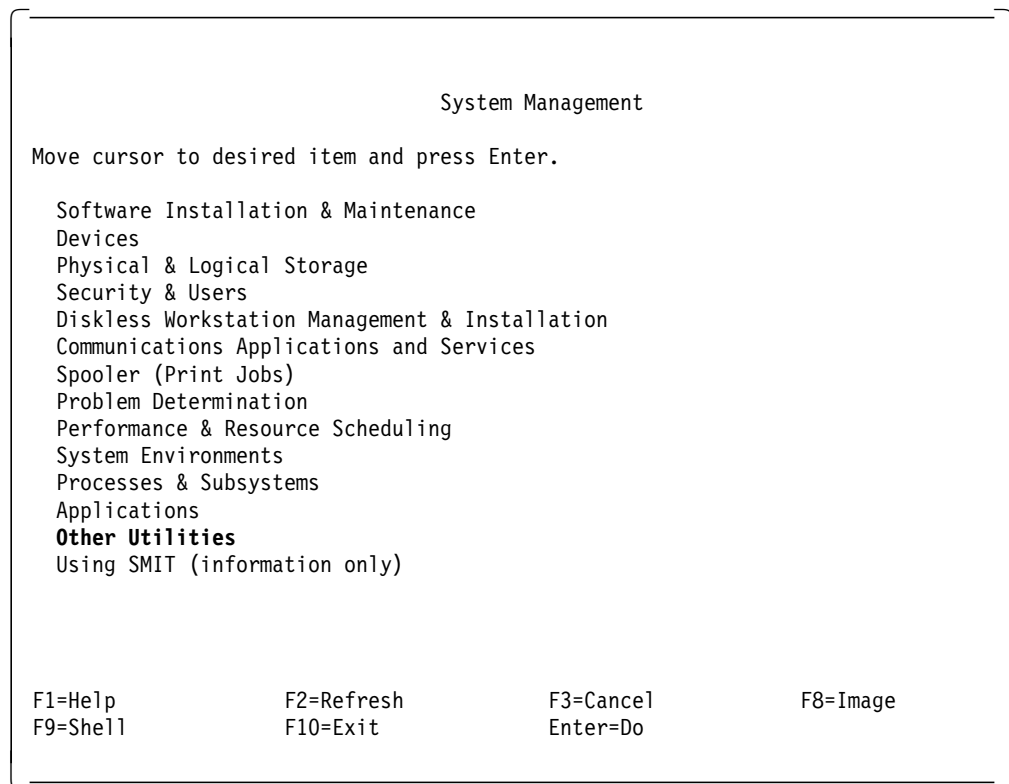 System Management
Move cursor to desired item and press Enter.
Software Installation & Maintenance
Devices
Physical & Logical Storage
Security & Users
Diskless Workstation Management & Installation
Communications Applications and Services
Spooler (Print Jobs)
Problem Determination
Performance & Resource Scheduling
System Environments
Processes & Subsystems
Applications
Other Utilities
Using SMIT (information only)
F1=Help F2=Refresh F3=Cancel F8=Image
F9=Shell F10=Exit Enter=Do